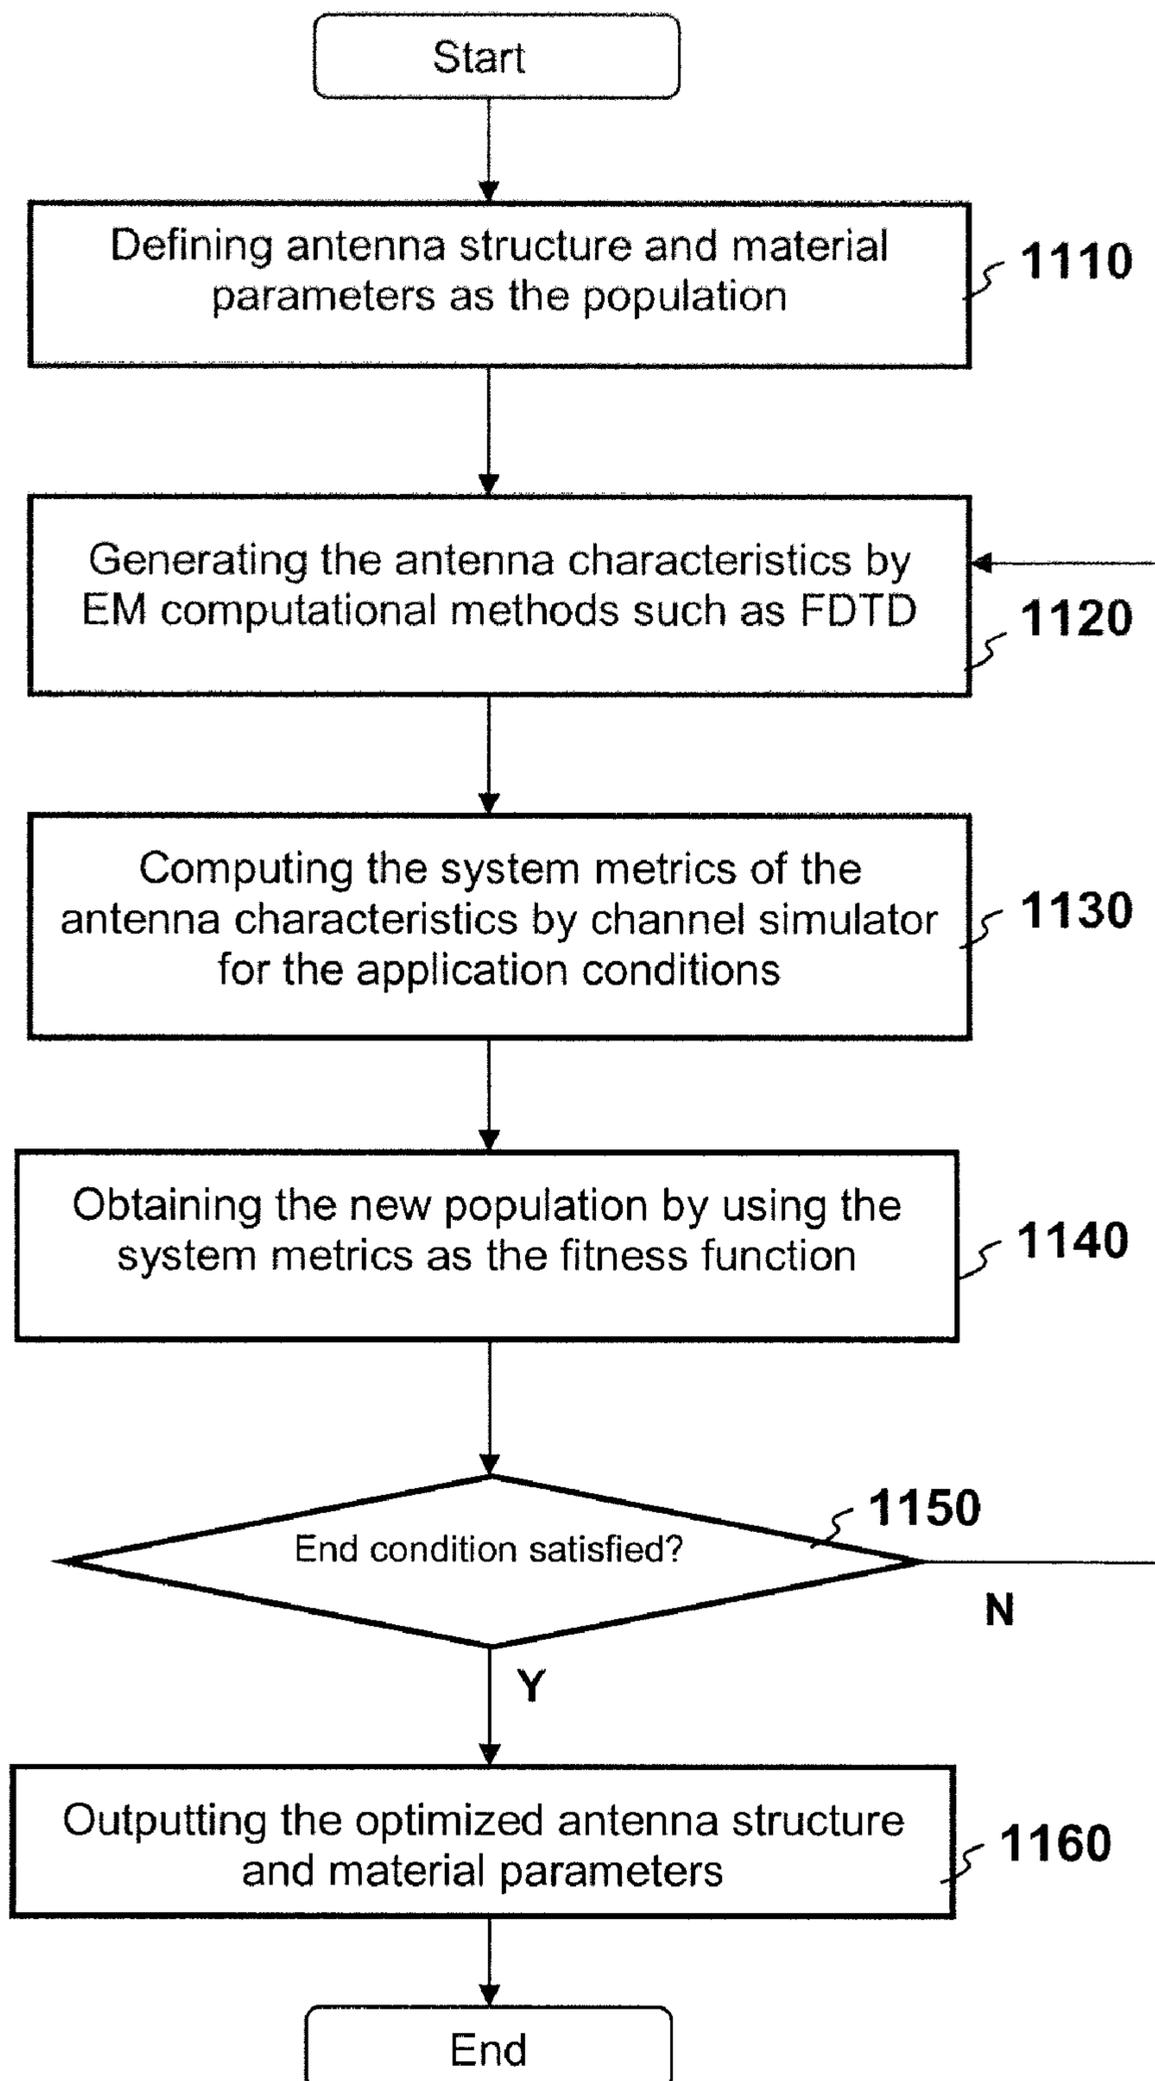 Start
Defining antenna structure and material
parameters as the population
1110
Generating the antenna characteristics by
EM computational methods such as FDTD
1120
Computing the system metrics of the
antenna characteristics by channel simulator
for the application conditions
1130
Obtaining the new population by using the
system metrics as the fitness function
1140
End condition satisfied?
1150
N
Y
Outputting the optimized antenna structure
and material parameters
1160
End